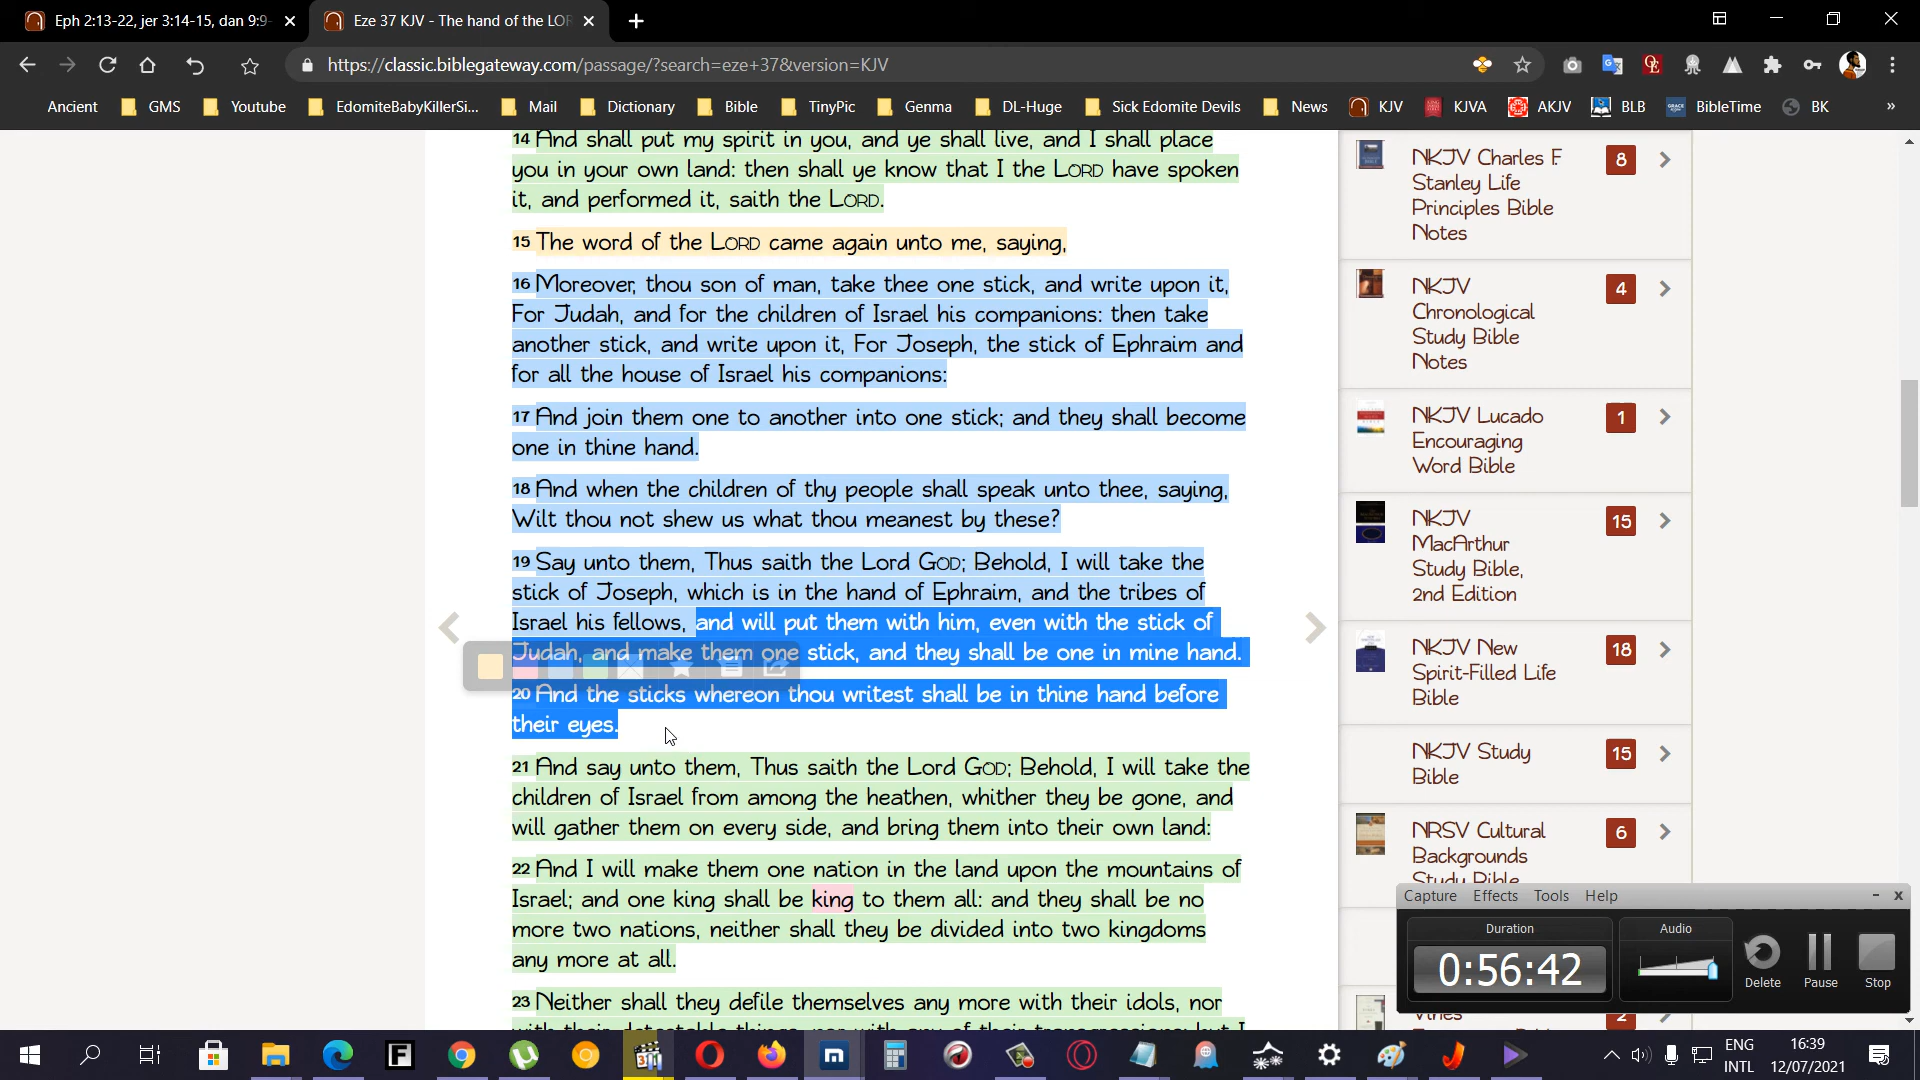 Eph 2:13-22, jer 3:14-15, dan 9:9-
Eze 37 KJV - The hand of the LOR
https://classic.biblegateway.com/passage/?search=eze+37&version=KJV
Ancient GMS Youtube EdomiteBabyKillerSi... Mail Dictionary Bible TinyPic Genma DL-Huge Sick Edomite Devils News KJV KJVA AKJV BLB BibleTime BK »
14 And shall put my spirit in you, and ye shall live, and I shall place
you in your own land: then shall ye know that I the LORD have spoken
it, and performed it, saith the LORD.
15 The word of the LORD came again unto me, saying,
16 Moreover, thou son of man, take thee one stick, and write upon it,
For Judah, and for the children of Israel his companions: then take
another stick, and write upon it, For Joseph, the stick of Ephraim and
for all the house of Israel his companions:
17 And join them one to another into one stick; and they shall become
one in thine hand.
18 And when the children of thy people shall speak unto thee, saying,
Wilt thou not shew us what thou meanest by these?
19 Say unto them, Thus saith the Lord GOD; Behold, I will take the
stick of Joseph, which is in the hand of Ephraim, and the tribes of
Israel his fellows, and will put them with him, even with the stick of
Judah, and make them one stick, and they shall be one in mine hand.
20 And the sticks whereon thou writest shall be in thine hand before
their eyes.
21 And say unto them, Thus saith the Lord GOD; Behold, I will take the
children of Israel from among the heathen, whither they be gone, and
will gather them on every side, and bring them into their own land:
22 And I will make them one nation in the land upon the mountains of
Israel; and one king shall be king to them all: and they shall be no
more two nations, neither shall they be divided into two kingdoms
any more at all.
23 Neither shall they defile themselves any more with their idols, nor
with their detestable things, nor with any of their transgressions: but I
NKJV Charles F. 8
Stanley Life
Principles Bible
Notes
NKJV 4
Chronological
Study Bible
Notes
NKJV Lucado 1
Encouraging
Word Bible
NKJV 15
MacArthur
Study Bible,
2nd Edition
NKJV New 18
Spirit-Filled Life
Bible
NKJV Study 15
Bible
NRSV Cultural 6
Backgrounds
Study Bible
Vines 2
Capture Effects Tools Help
Duration Audio
0:56:42
Delete Pause Stop
ENG 16:39
INTL 12/07/2021